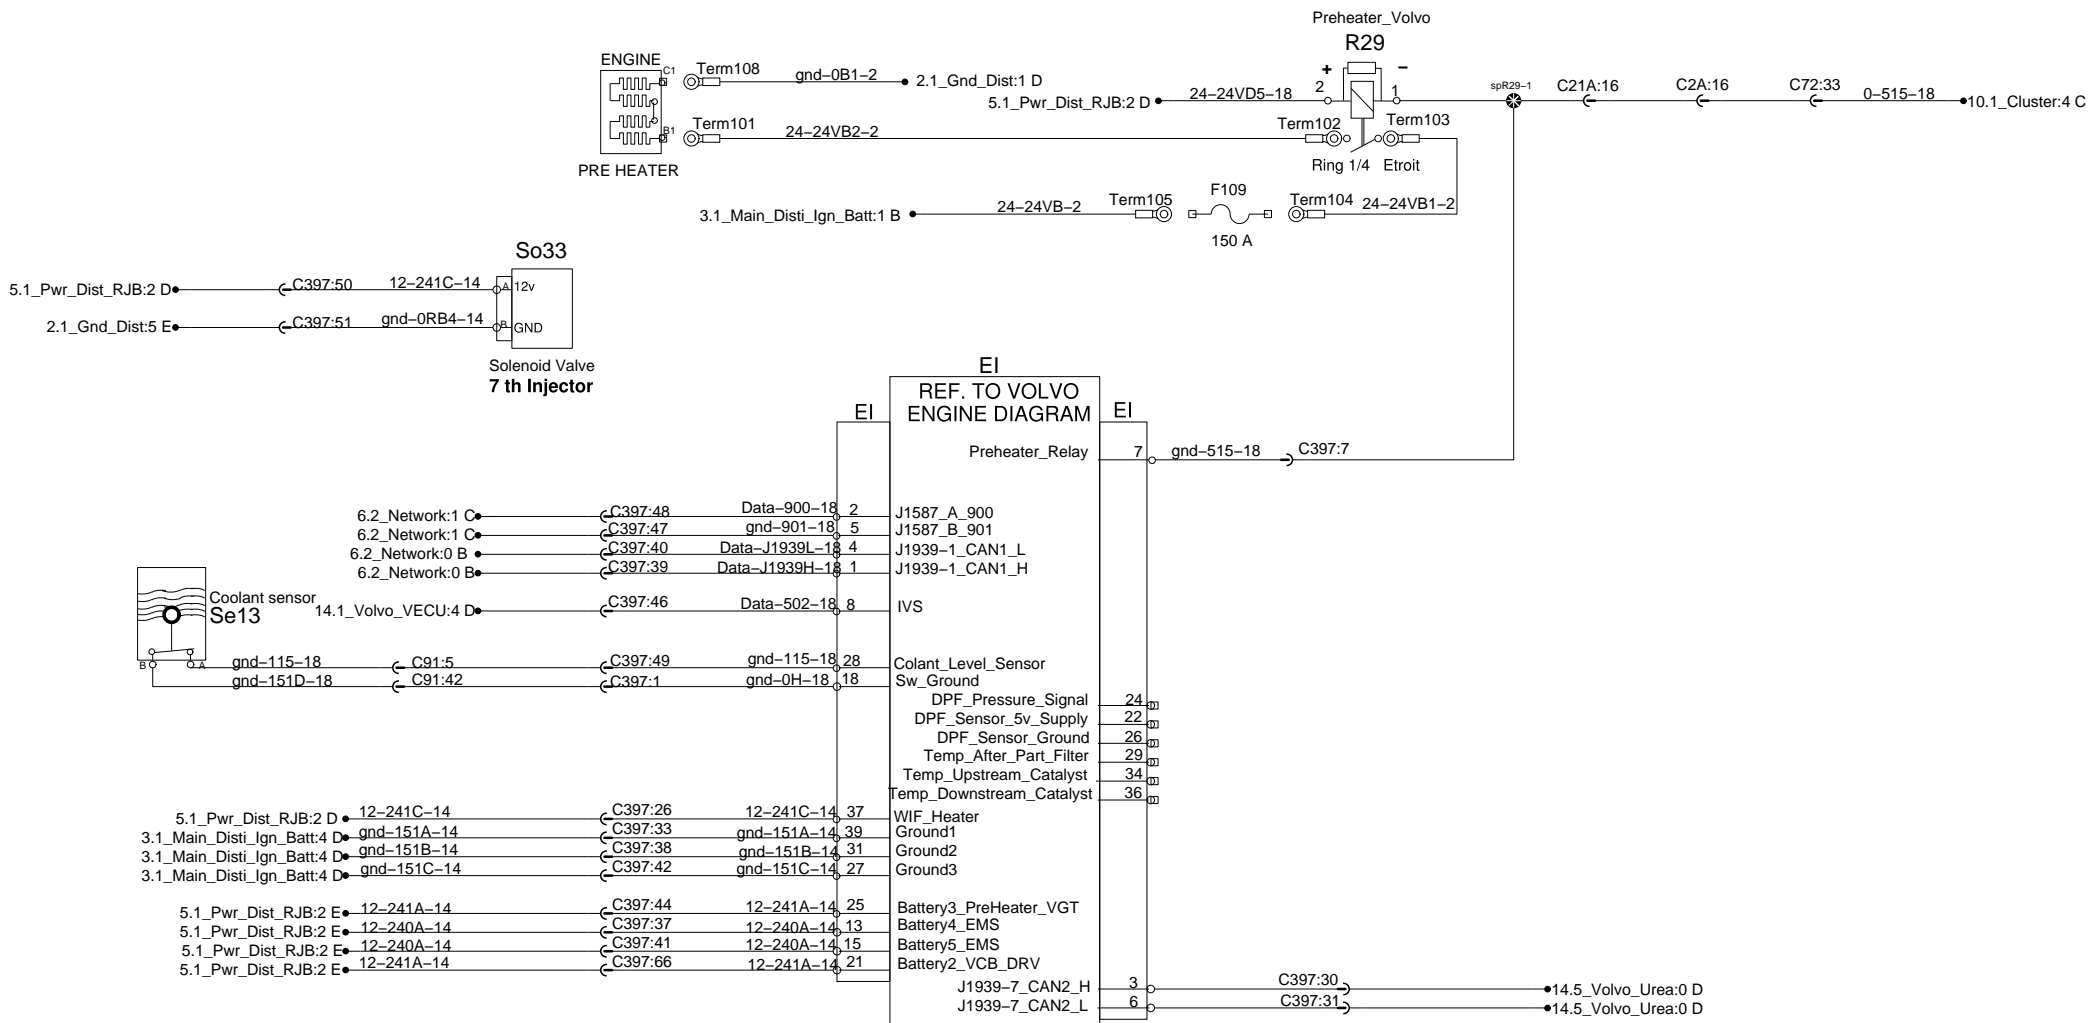 Preheater_Volvo
R29
ENGINE
C1
Term108
gnd-0B1-2
2.1_Gnd_Dist:1 D
+
−
5.1_Pwr_Dist_RJB:2 D
24-24VD5-18
2
1
spR29-1
C21A:16
C2A:16
C72:33
0-515-18
10.1_Cluster:4 C
B1
Term101
24-24VB2-2
Term102
Term103
PRE HEATER
Ring 1/4
Etroit
3.1_Main_Disti_Ign_Batt:1 B
24-24VB-2
Term105
F109
Term104
24-24VB1-2
150 A
So33
5.1_Pwr_Dist_RJB:2 D
C397:50
12-241C-14
A
12v
2.1_Gnd_Dist:5 E
C397:51
gnd-0RB4-14
B
GND
Solenoid Valve
7 th Injector
EI
REF. TO VOLVO
ENGINE DIAGRAM
EI
EI
Preheater_Relay
7
gnd-515-18
C397:7
6.2_Network:1 C
C397:48
Data-900-18
2
J1587_A_900
6.2_Network:1 C
C397:47
gnd-901-18
5
J1587_B_901
6.2_Network:0 B
C397:40
Data-J1939L-18
4
J1939-1_CAN1_L
6.2_Network:0 B
C397:39
Data-J1939H-18
1
J1939-1_CAN1_H
Coolant sensor
Se13
14.1_Volvo_VECU:4 D
C397:46
Data-502-18
8
IVS
B
A
gnd-115-18
C91:5
C397:49
gnd-115-18
28
Colant_Level_Sensor
gnd-151D-18
C91:42
C397:1
gnd-0H-18
18
Sw_Ground
DPF_Pressure_Signal
24
DPF_Sensor_5v_Supply
22
DPF_Sensor_Ground
26
Temp_After_Part_Filter
29
Temp_Upstream_Catalyst
34
Temp_Downstream_Catalyst
36
5.1_Pwr_Dist_RJB:2 D
12-241C-14
C397:26
12-241C-14
37
WIF_Heater
3.1_Main_Disti_Ign_Batt:4 D
gnd-151A-14
C397:33
gnd-151A-14
39
Ground1
3.1_Main_Disti_Ign_Batt:4 D
gnd-151B-14
C397:38
gnd-151B-14
31
Ground2
3.1_Main_Disti_Ign_Batt:4 D
gnd-151C-14
C397:42
gnd-151C-14
27
Ground3
5.1_Pwr_Dist_RJB:2 E
12-241A-14
C397:44
12-241A-14
25
Battery3_PreHeater_VGT
5.1_Pwr_Dist_RJB:2 E
12-240A-14
C397:37
12-240A-14
13
Battery4_EMS
5.1_Pwr_Dist_RJB:2 E
12-240A-14
C397:41
12-240A-14
15
Battery5_EMS
5.1_Pwr_Dist_RJB:2 E
12-241A-14
C397:66
12-241A-14
21
Battery2_VCB_DRV
J1939-7_CAN2_H
3
C397:30
14.5_Volvo_Urea:0 D
J1939-7_CAN2_L
6
C397:31
14.5_Volvo_Urea:0 D